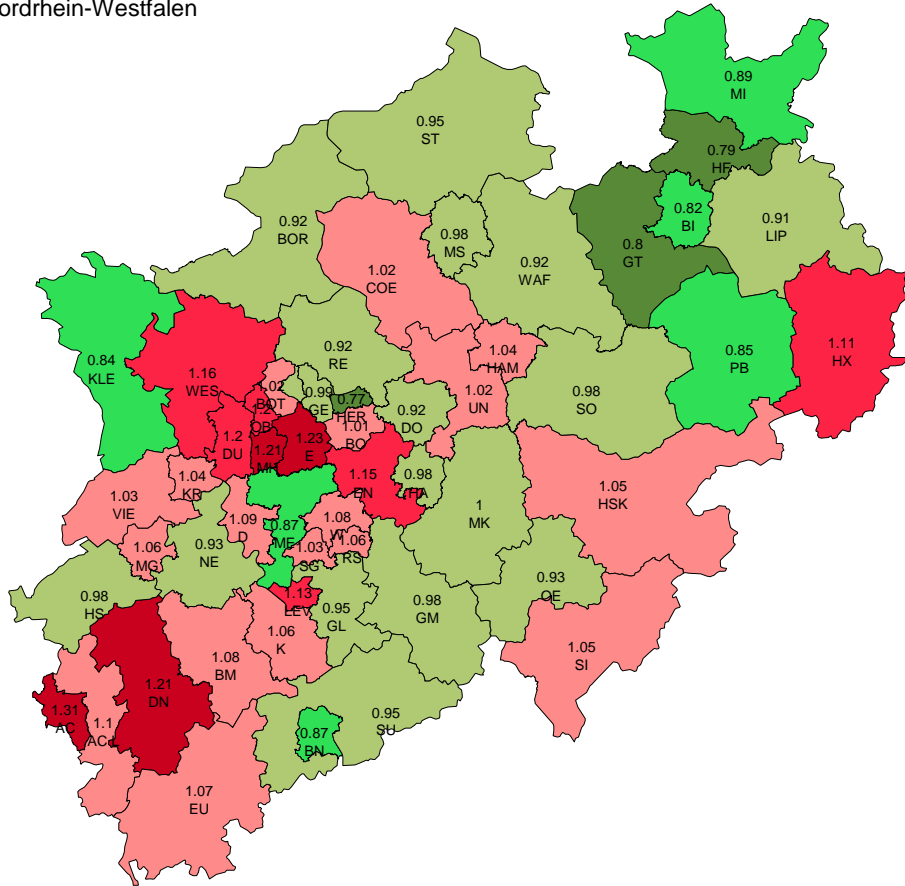 ordrhein-Westfalen
0.89
MI
0.95
ST
0.79
HF
0.82
BI
0.91
LIP
0.92
BOR
0.98
MS
0.8
GT
0.92
WAF
1.02
COE
0.84
KLE
1.16
WES
0.92
RE
1.04
HAM
0.85
PB
1.11
HX
1.02
BOT
0.99
GE
0.77
HER
0.92
DO
1.02
UN
0.98
SO
1.2
OB
1.2
DU
1.21
MH
1.23
E
1.01
BO
1.15
EN
0.98
HA
1.05
HSK
1
MK
1.03
VIE
1.04
KR
1.09
D
0.87
ME
1.08
W
1.03
SG
1.06
RS
1.06
MG
0.93
NE
0.93
OE
0.98
HS
1.13
LEV
0.95
GL
0.98
GM
1.06
K
1.08
BM
1.05
SI
1.21
DN
1.31
AC
1.1
0.87
BN
0.95
SU
1.07
EU